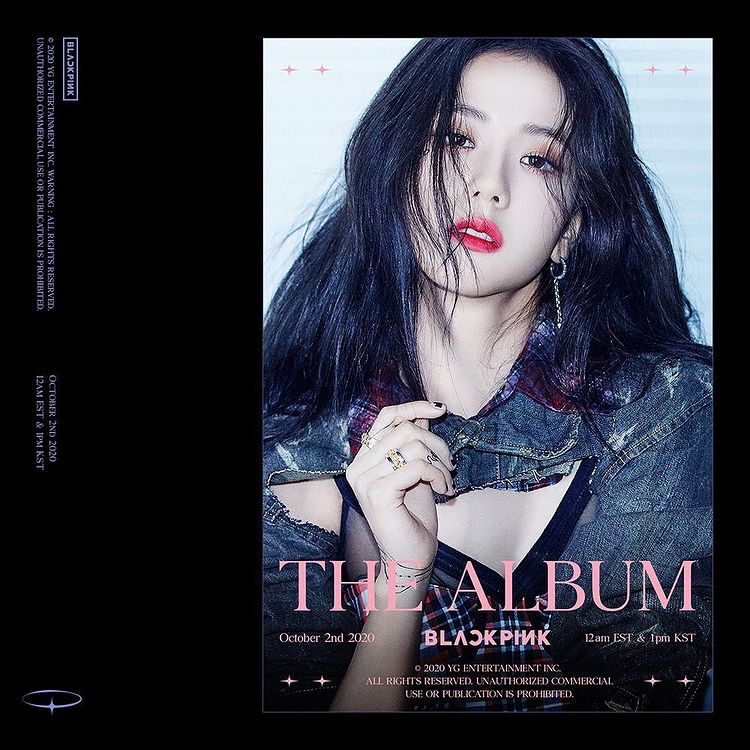 BLACKPIИK
© 2020 YG ENTERTAINMENT INC. WARNING : ALL RIGHTS RESERVED.
UNAUTHORIZED COMMERCIAL USE OR PUBLICATION IS PROHIBITED.
OCTOBER 2ND 2020
12AM EST & 1PM KST
THE ALBUM
October 2nd 2020 BLACKPIИK 12am EST & 1pm KST
© 2020 YG ENTERTAINMENT INC.
ALL RIGHTS RESERVED. UNAUTHORIZED COMMERCIAL
USE OR PUBLICATION IS PROHIBITED.